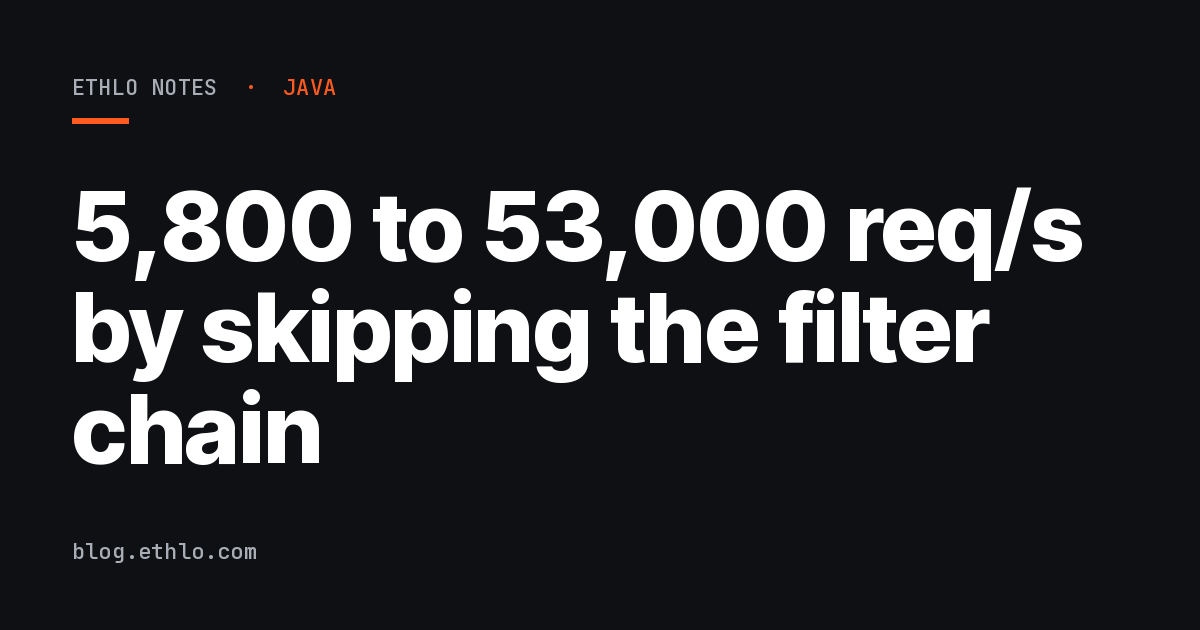 ETHLO NOTES · JAVA
5,800 to 53,000 req/s
by skipping the filter
chain
blog.ethlo.com